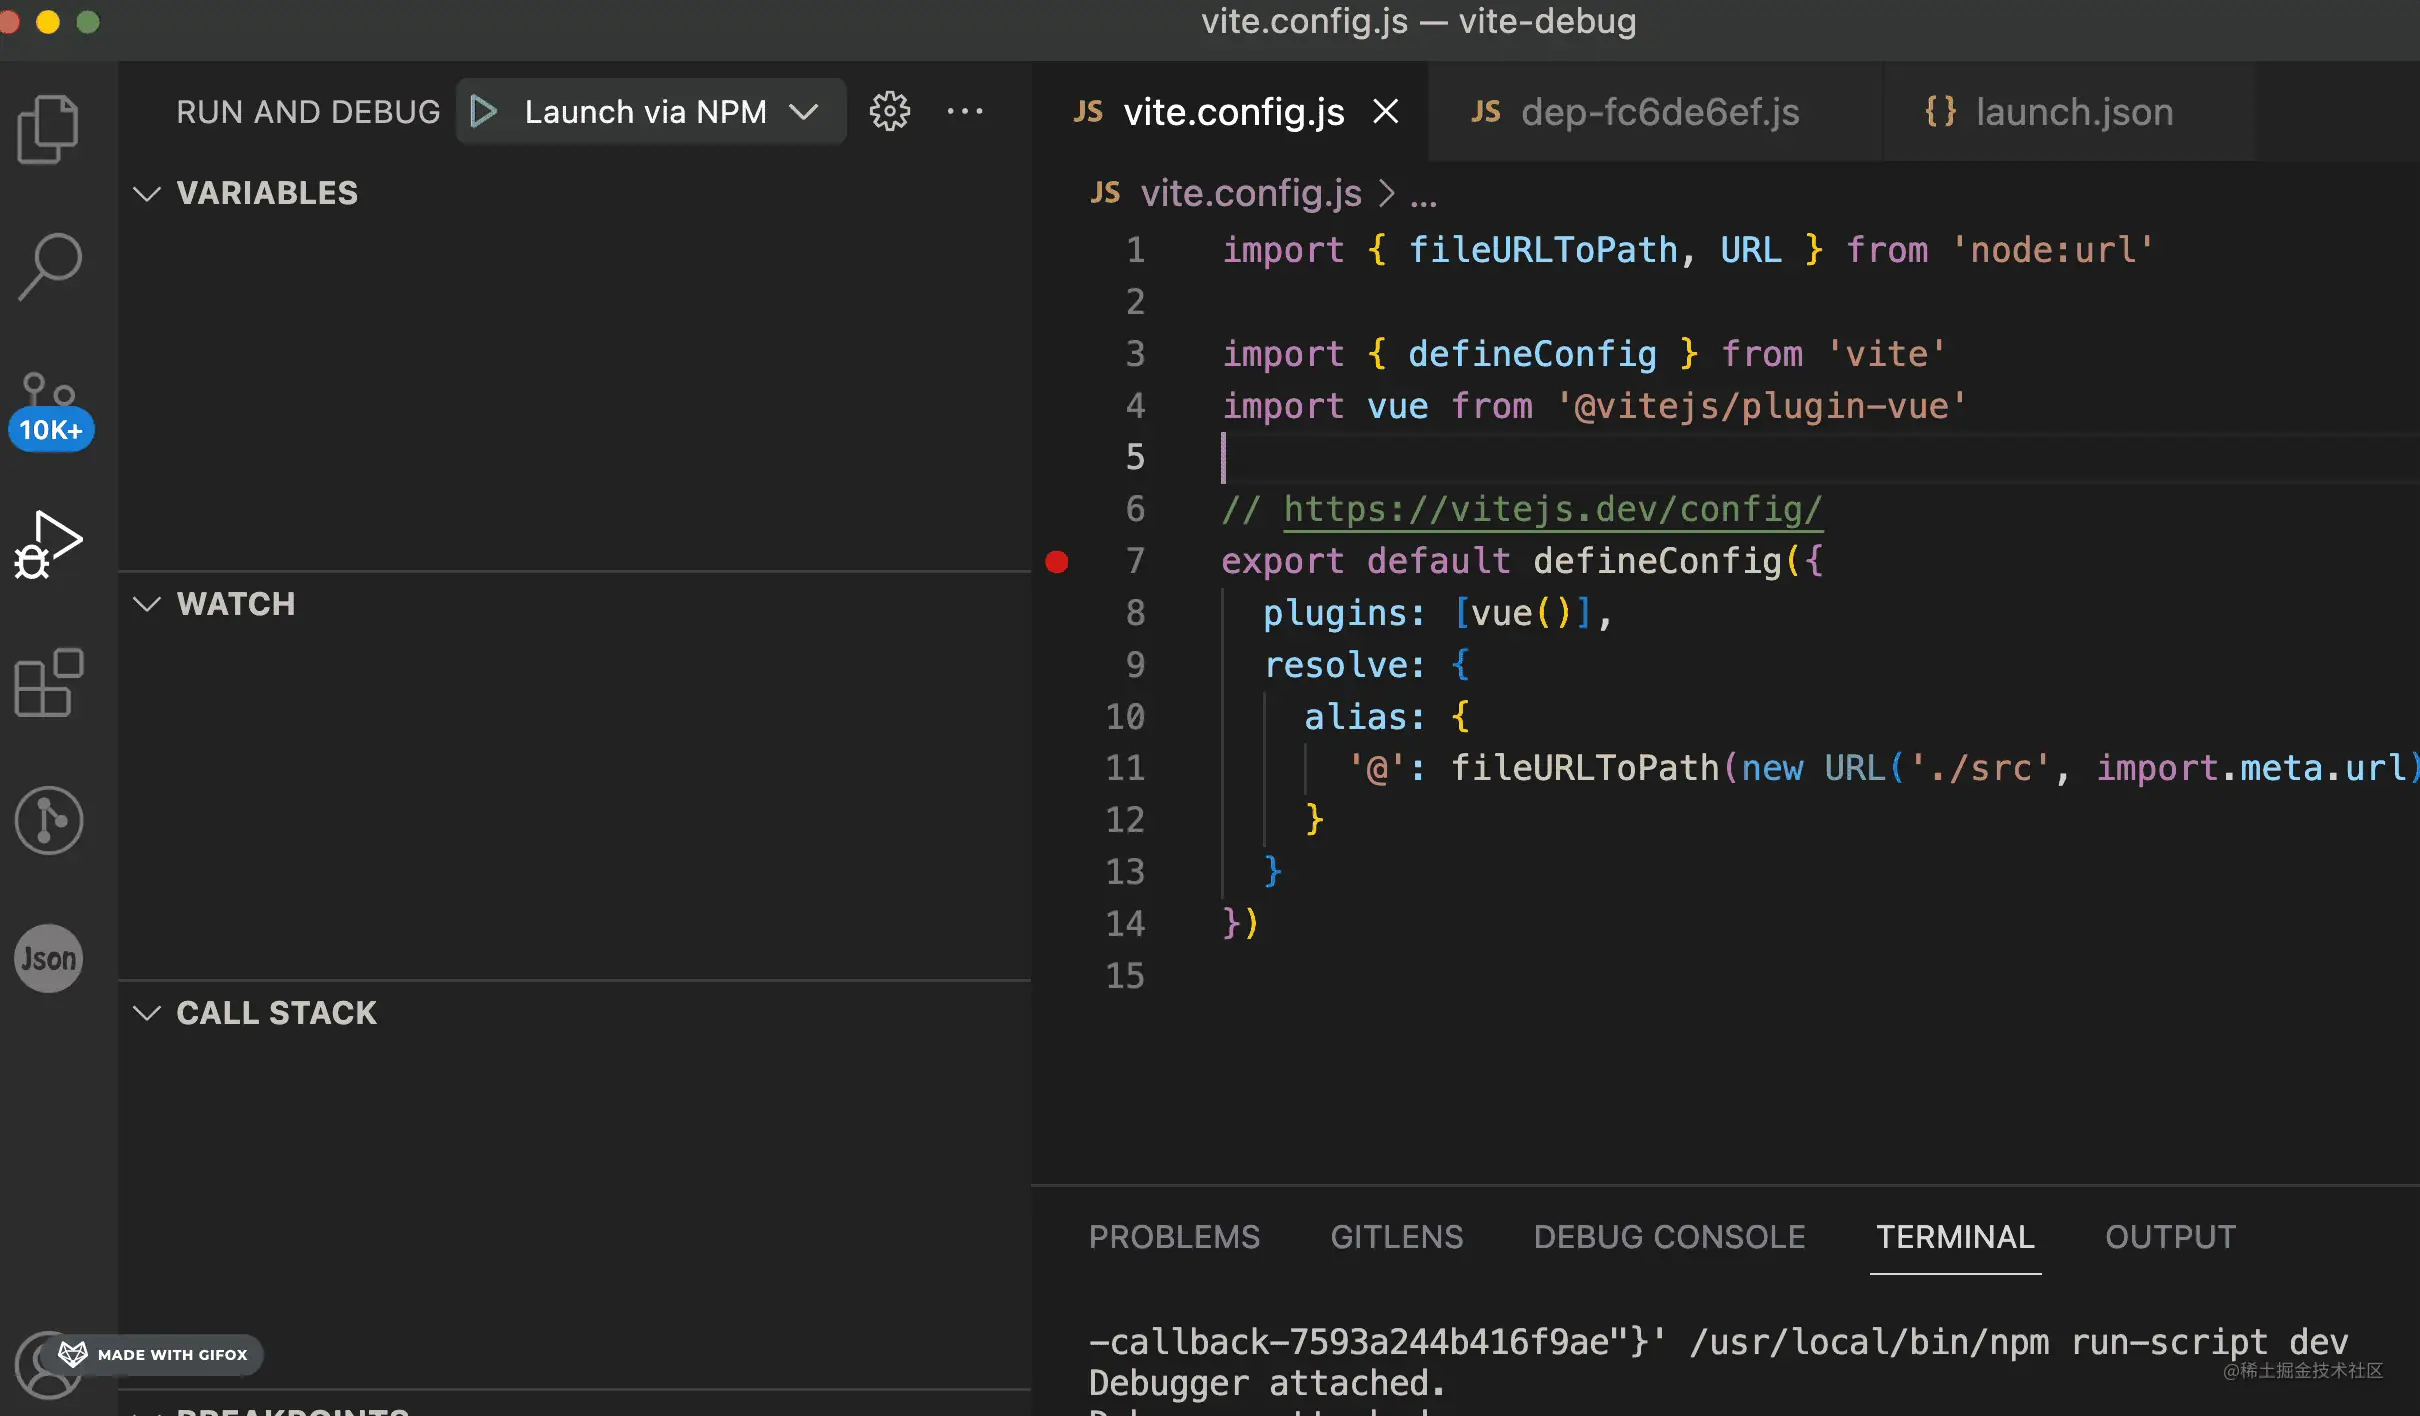 vite.config.js — vite-debug
RUN AND DEBUG
Launch via NPM
JS vite.config.js
JS dep-fc6de6ef.js
{} launch.json
VARIABLES
JS vite.config.js > ...
1 import { fileURLToPath, URL } from 'node:url'
2
3 import { defineConfig } from 'vite'
4 import vue from '@vitejs/plugin-vue'
10K+
5
6 // https://vitejs.dev/config/
7 export default defineConfig({
WATCH
8 plugins: [vue()],
9 resolve: {
10 alias: {
11 '@': fileURLToPath(new URL('./src', import.meta.url)
12 }
13 }
14 })
Json
15
CALL STACK
PROBLEMS GITLENS DEBUG CONSOLE TERMINAL OUTPUT
-callback-7593a244b416f9ae"}' /usr/local/bin/npm run-script dev
MADE WITH GIFOX
@稀土掘金技术社区
Debugger attached.
BREAKPOINTS